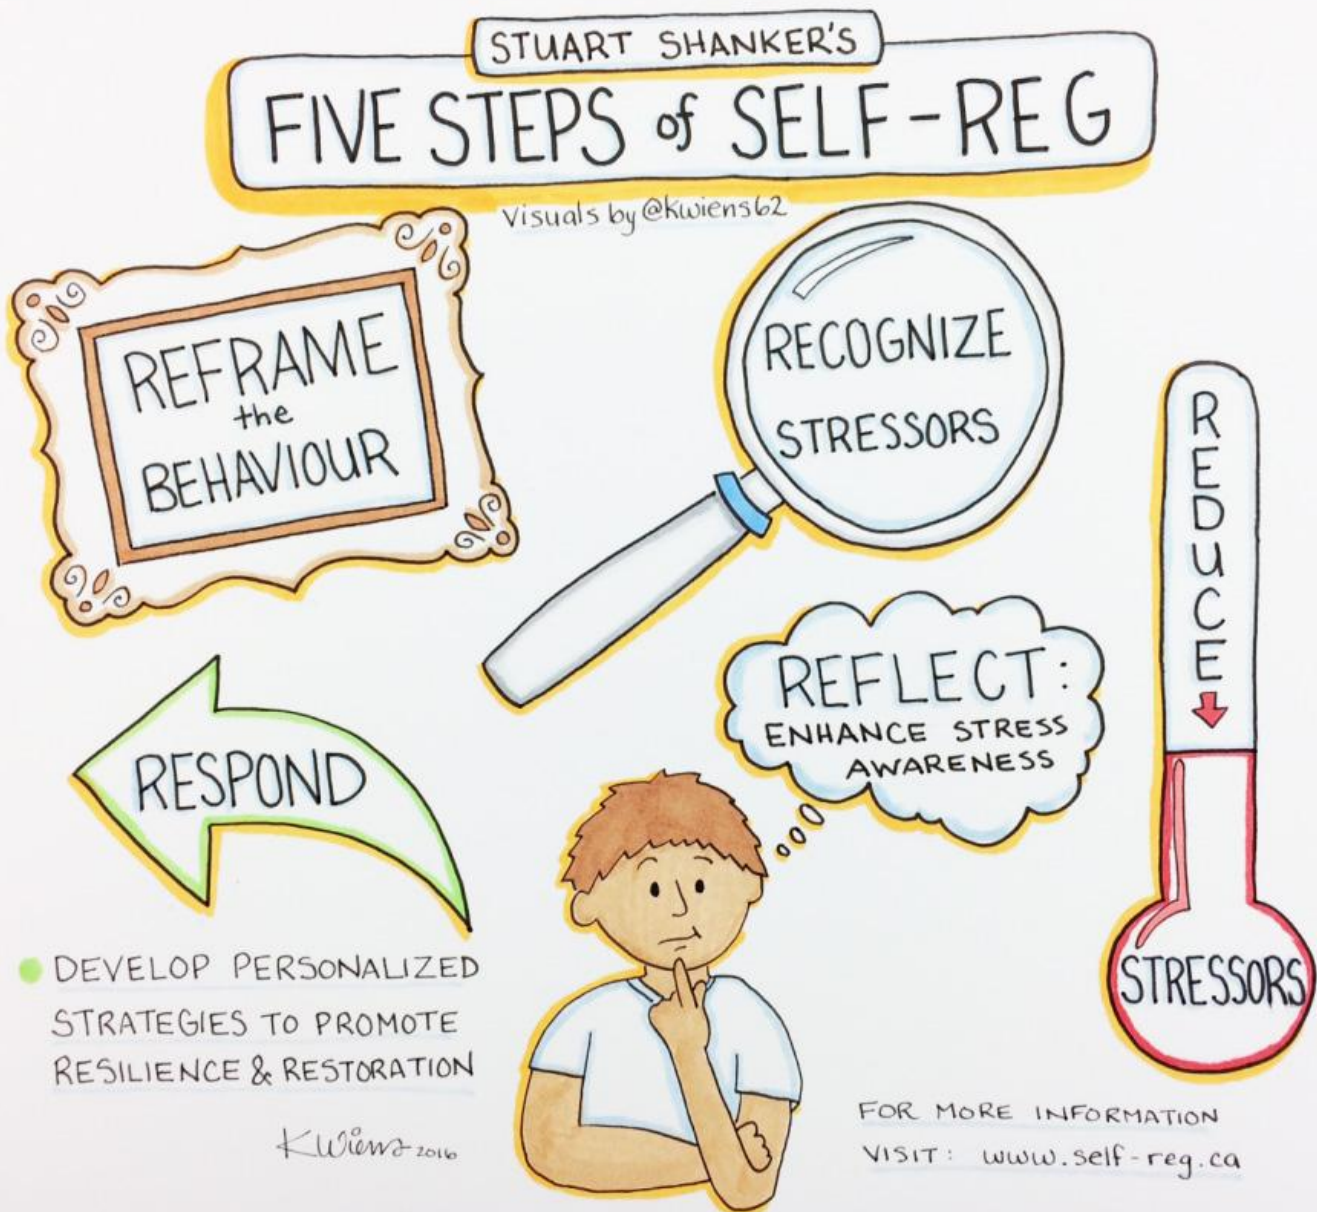 STUART SHANKER'S
FIVE STEPS of SELF-REG
Visuals by @kwiens62
REFRAME
the
BEHAVIOUR
RECOGNIZE
STRESSORS
REDUCE
STRESSORS
REFLECT:
ENHANCE STRESS
AWARENESS
RESPOND
DEVELOP PERSONALIZED
STRATEGIES TO PROMOTE
RESILIENCE & RESTORATION
KWiens 2016
FOR MORE INFORMATION
VISIT: www.self-reg.ca